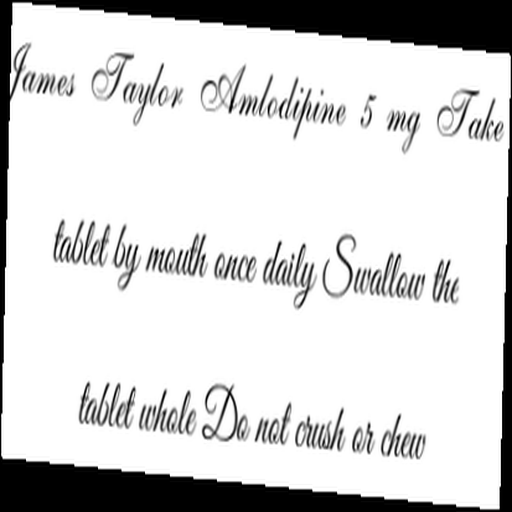 James Taylor Amlodipine 5 mg Take
tablet by mouth once daily Swallow the
tablet whole Do not crush or chew